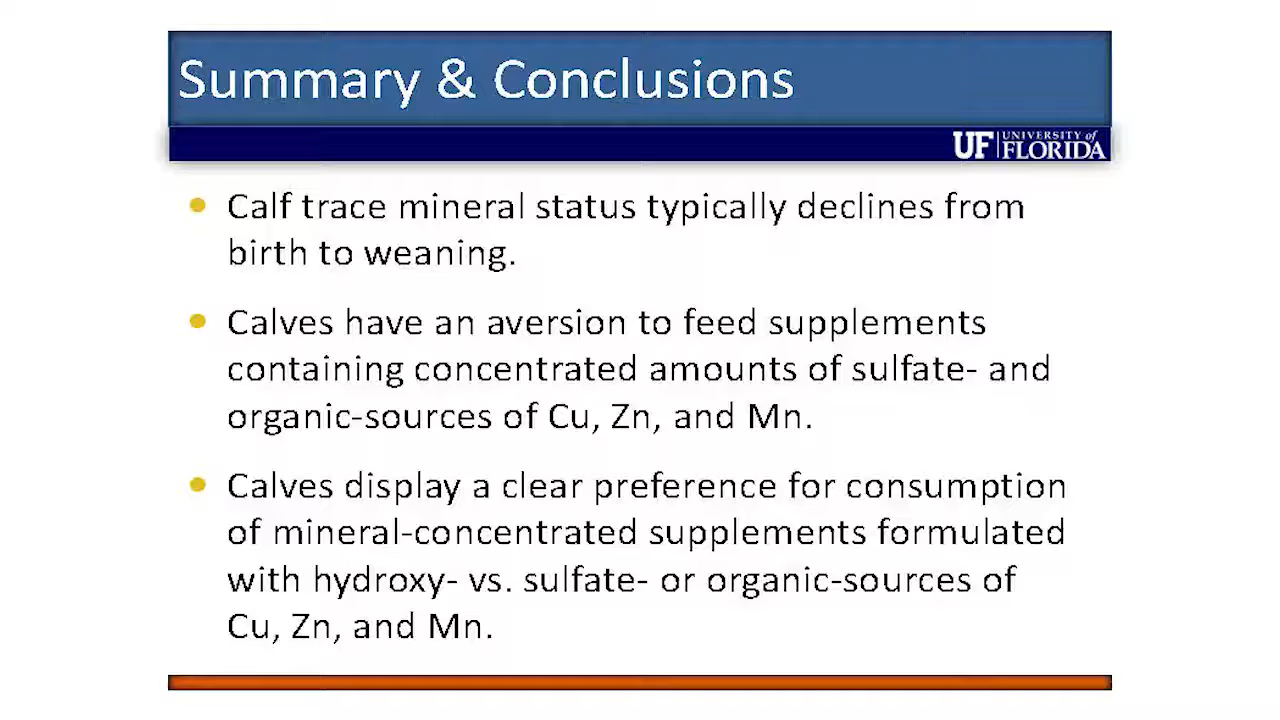 Summary & Conclusions
UF UNIVERSITY of
FLORIDA
Calf trace mineral status typically declines from
birth to weaning.
Calves have an aversion to feed supplements
containing concentrated amounts of sulfate- and
organic-sources of Cu, Zn, and Mn.
Calves display a clear preference for consumption
of mineral-concentrated supplements formulated
with hydroxy- vs. sulfate- or organic-sources of
Cu, Zn, and Mn.